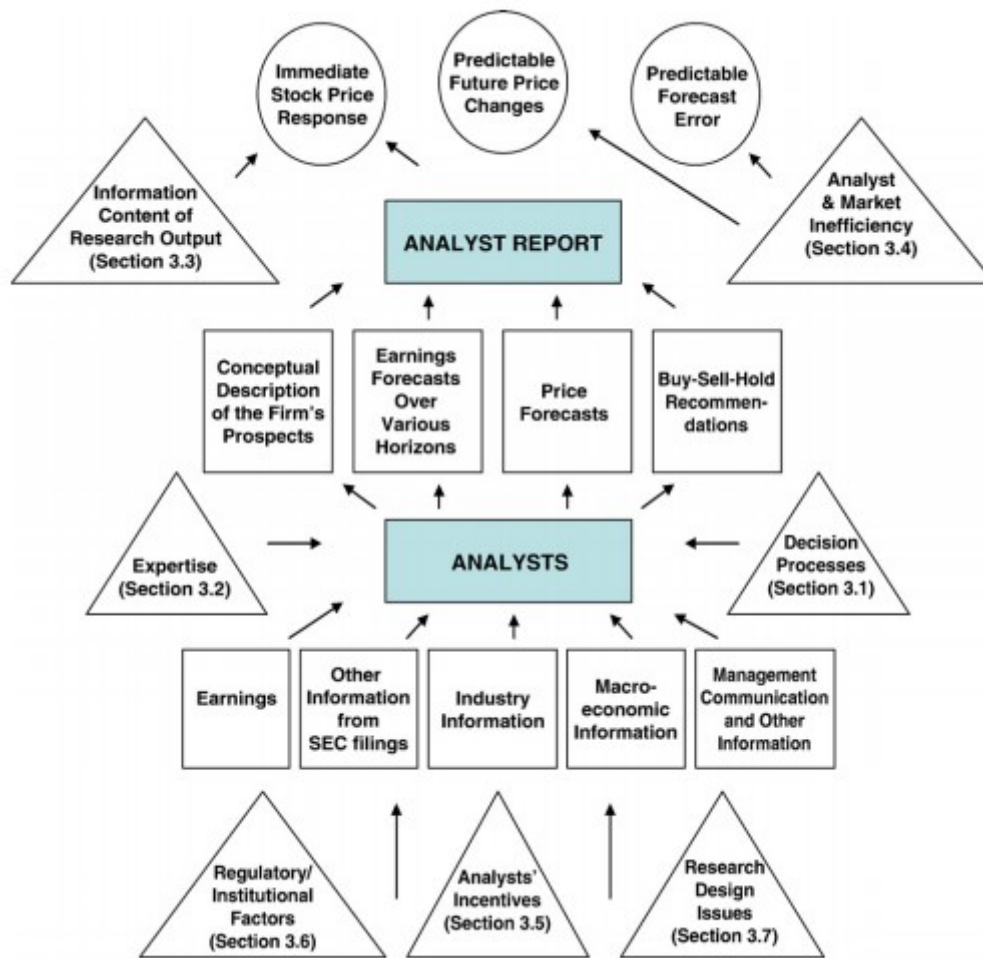 Immediate
Stock Price
Response
Predictable
Future Price
Changes
Predictable
Forecast
Error
Information
Content of
Research Output
(Section 3.3)
ANALYST REPORT
Analyst
& Market
Inefficiency
(Section 3.4)
Conceptual
Description
of the Firm's
Prospects
Earnings
Forecasts
Over
Various
Horizons
Price
Forecasts
Buy-Sell-Hold
Recommen-
dations
Expertise
(Section 3.2)
ANALYSTS
Decision
Processes
(Section 3.1)
Earnings
Other
Information
from
SEC filings
Industry
Information
Macro-
economic
Information
Management
Communication
and Other
Information
Regulatory/
Institutional
Factors
(Section 3.6)
Analysts'
Incentives
(Section 3.5)
Research
Design
Issues
(Section 3.7)